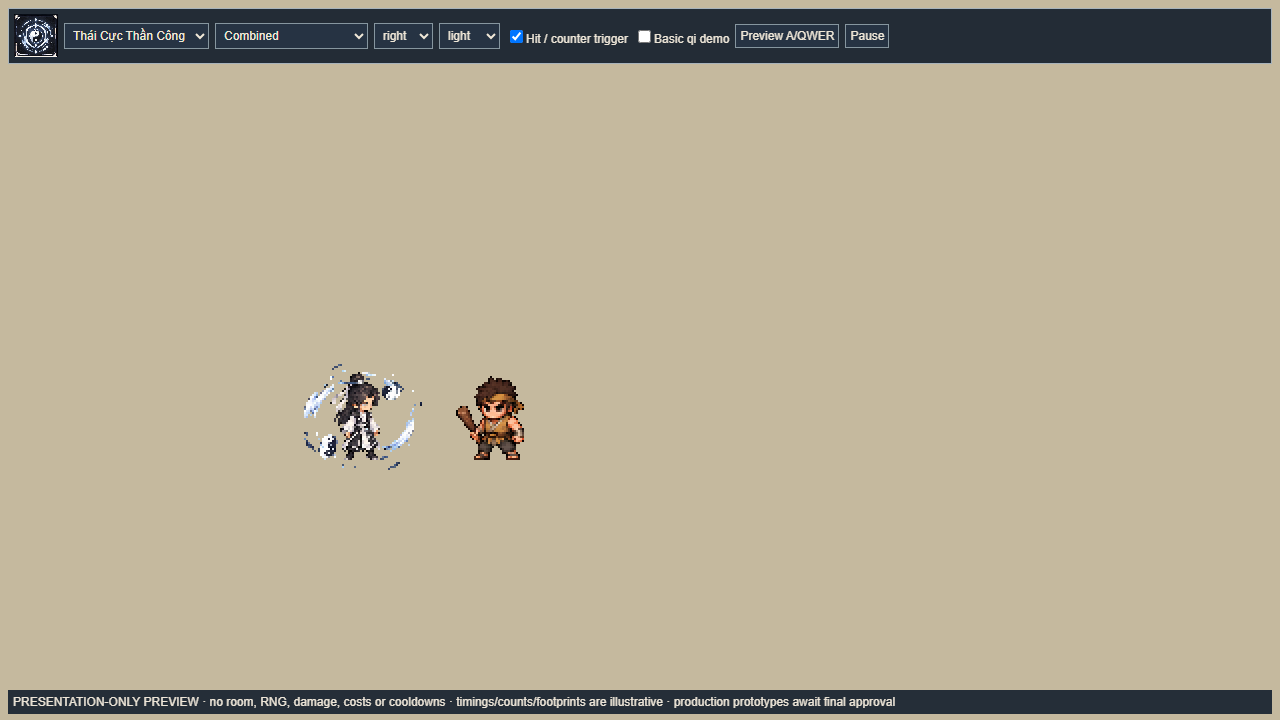 Thái Cực Thần Công Combined right light Hit / counter trigger Basic qi demo Preview A/QWER Pause
PRESENTATION-ONLY PREVIEW · no room, RNG, damage, costs or cooldowns · timings/counts/footprints are illustrative · production prototypes await final approval